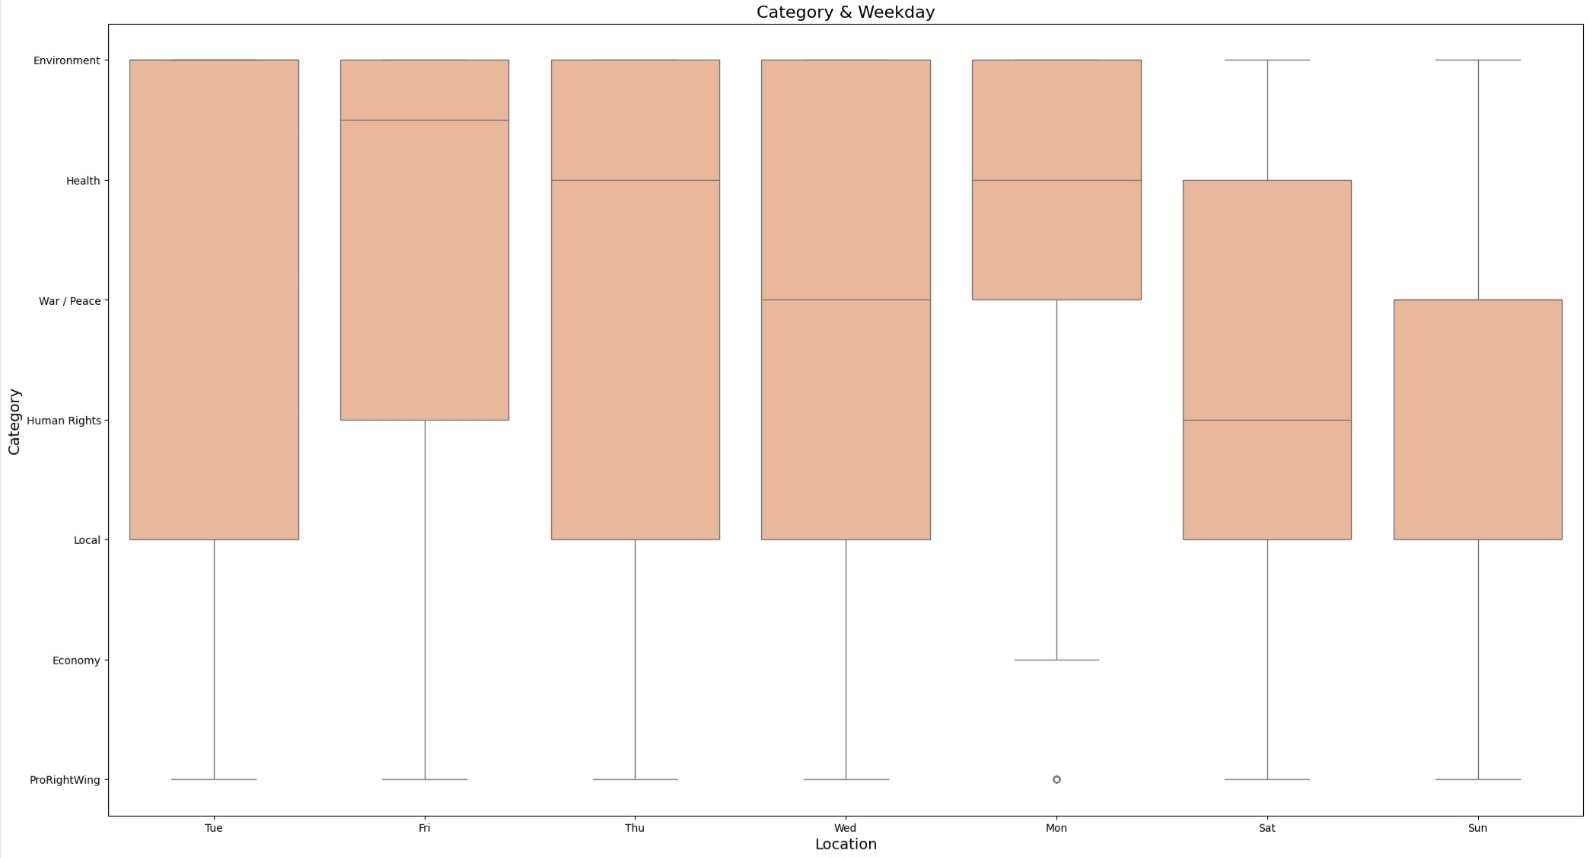 Category & Weekday
Environment
Health
War / Peace
Human Rights
Local
Economy
ProRightWing
Category
Tue Fri Thu Wed Mon Sat Sun
Location